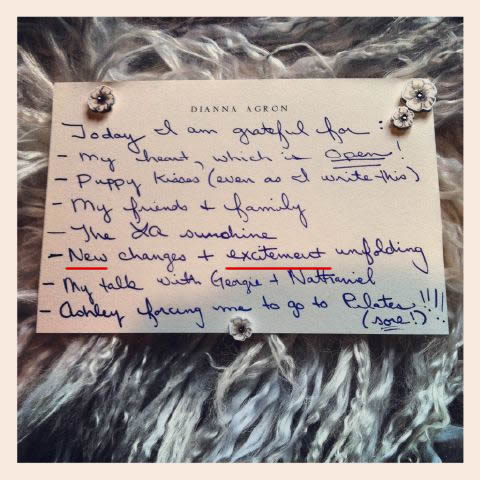 DIANNA AGRON
Today I am grateful for:
- My heart, which is open!
- Puppy kisses (even as I write this)
- My friends + family
- The LA sunshine
- New changes + excitement unfolding
- My talk with Georgie + Nathaniel
- Ashley forcing me to go to Pilates!!!!
(sore!)